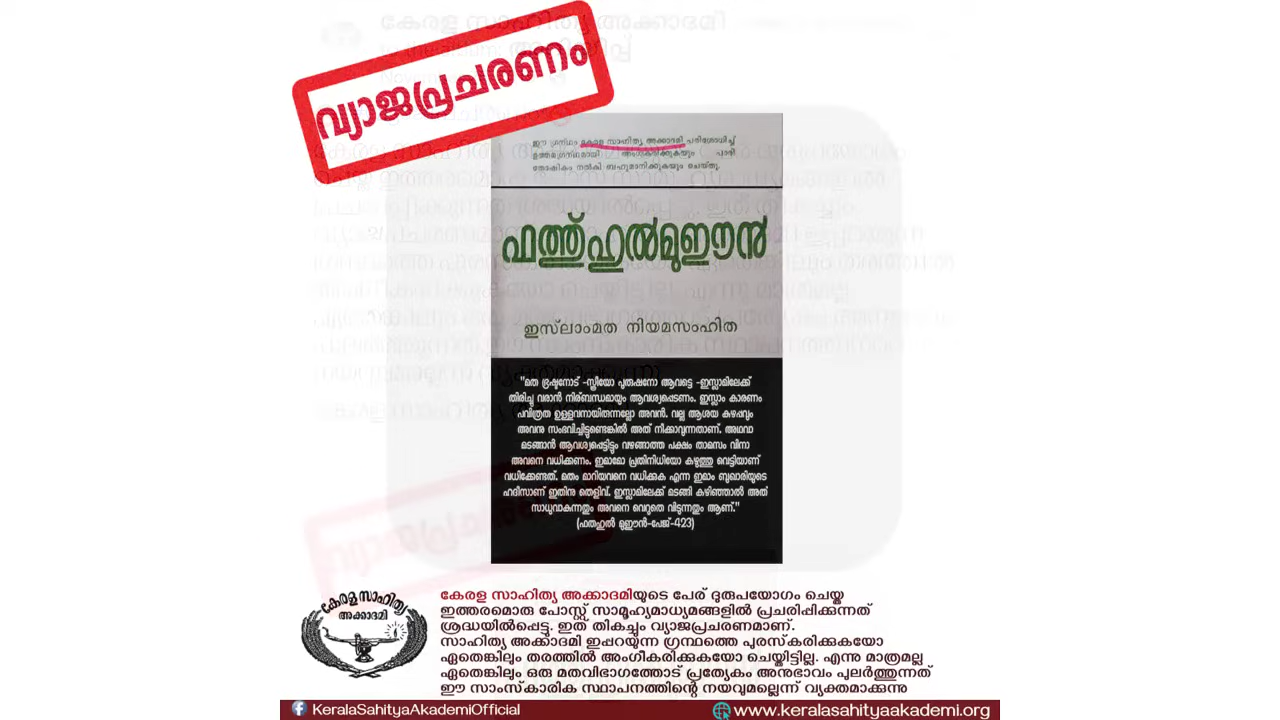 വ്യാജപ്രചരണം
ഈ ഗ്രന്ഥം കേരള സാഹിത്യ അക്കാദമി പരിശോധിച്ച്
ഉത്തമഗ്രന്ഥമായി അംഗീകരിക്കുകയും പാരി
തോഷികം നൽകി ബഹുമാനിക്കുകയും ചെയ്തു.
ഫത്ത്ഹുൽമുഈൻ
ഇസ്‌ലാംമത നിയമസംഹിത
"മത ഭ്രഷ്ടനോട് -സ്ത്രീയോ പുരുഷനോ ആവട്ടെ -ഇസ്ലാമിലേക്ക്
തിരിച്ചു വരാൻ നിർബന്ധമായും ആവശ്യപ്പെടണം. ഇസ്ലാം കാരണം
പവിത്രത ഉള്ളവനായിരുന്നല്ലോ അവൻ. വല്ല ആശയ കുഴപ്പവും
അവനു സംഭവിച്ചിട്ടുണ്ടെങ്കിൽ അത് നീക്കാവുന്നതാണ്. അഥവാ
മടങ്ങാൻ ആവശ്യപ്പെട്ടിട്ടും വഴങ്ങാത്ത പക്ഷം താമസം വിനാ
അവനെ വധിക്കണം. ഇമാമോ പ്രതിനിധിയോ കഴുത്തു വെട്ടിയാണ്
വധിക്കേണ്ടത്. മതം മാറിയവനെ വധിക്കുക എന്ന ഇമാം ബുഖാരിയുടെ
ഹദീസാണ് ഇതിനു തെളിവ്. ഇസ്ലാമിലേക്ക് മടങ്ങി കഴിഞ്ഞാൽ അത്
സാധുവാകുന്നതും അവനെ വെറുതെ വിടുന്നതും ആണ്."
(ഫതഹുൽ മുഈൻ-പേജ്-423)
കേരള സാഹിത്യ അക്കാദമി
കേരള സാഹിത്യ അക്കാദമിയുടെ പേര് ദുരുപയോഗം ചെയ്ത
ഇത്തരമൊരു പോസ്റ്റ് സാമൂഹ്യമാധ്യമങ്ങളിൽ പ്രചരിപ്പിക്കുന്നത്
ശ്രദ്ധയിൽപ്പെട്ടു. ഇത് തികച്ചും വ്യാജപ്രചരണമാണ്.
സാഹിത്യ അക്കാദമി ഇപ്പറയുന്ന ഗ്രന്ഥത്തെ പുരസ്കരിക്കുകയോ
ഏതെങ്കിലും തരത്തിൽ അംഗീകരിക്കുകയോ ചെയ്തിട്ടില്ല. എന്നു മാത്രമല്ല
ഏതെങ്കിലും ഒരു മതവിഭാഗത്തോട് പ്രത്യേകം അനുഭാവം പുലർത്തുന്നത്
ഈ സാംസ്കാരിക സ്ഥാപനത്തിന്റെ നയവുമല്ലെന്ന് വ്യക്തമാക്കുന്നു
KeralaSahityaAkademiOfficial
www.keralasahityaakademi.org